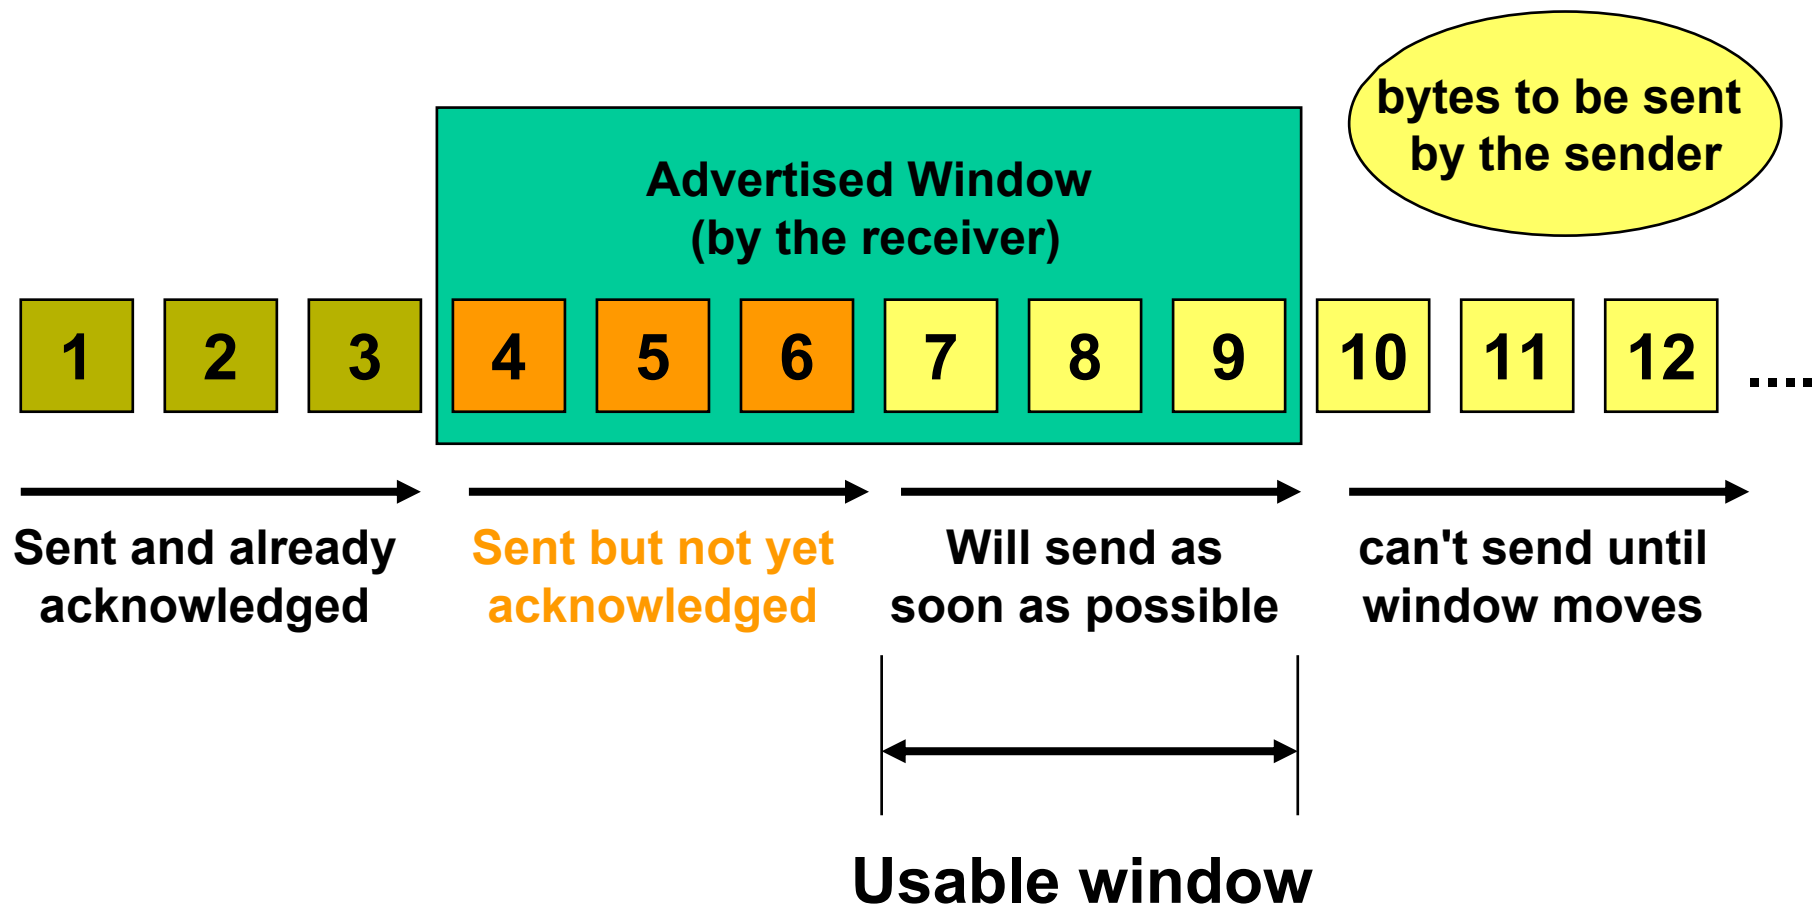 bytes to be sent
by the sender
Advertised Window
(by the receiver)
1 2 3 4 5 6 7 8 9 10 11 12 ....
Sent and already
acknowledged
Sent but not yet
acknowledged
Will send as
soon as possible
can't send until
window moves
Usable window